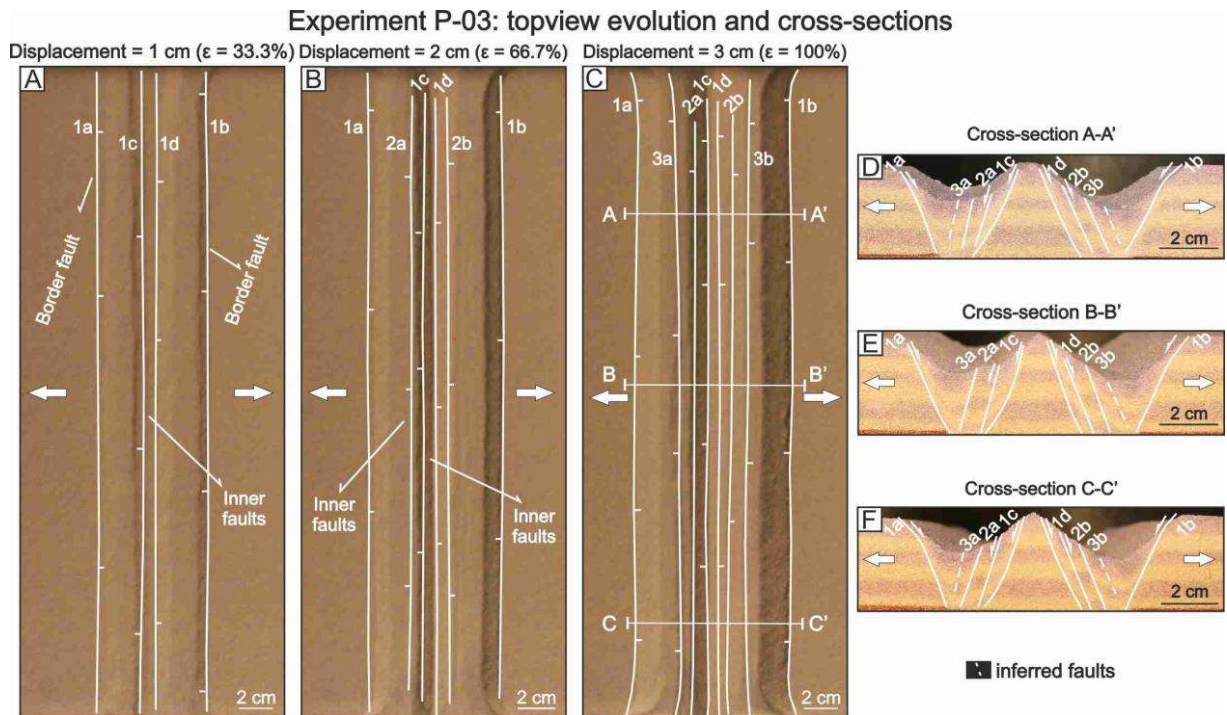 Experiment P-03: topview evolution and cross-sections
Displacement = 1 cm (ε = 33.3%)
A
1a
1c
1d
1b
Border fault
Border fault
Inner
faults
2 cm
Displacement = 2 cm (ε = 66.7%)
B
1a
2a
1c
1d
2b
1b
Inner
faults
Inner
faults
2 cm
Displacement = 3 cm (ε = 100%)
C
1a
3a
2a
1c
1d
2b
3b
1b
A
A'
B
B'
C
C'
2 cm
Cross-section A-A'
D
1a
3a
2a
1c
1d
2b
3b
1b
2 cm
Cross-section B-B'
E
1a
3a
2a
1c
1d
2b
3b
1b
2 cm
Cross-section C-C'
F
1a
3a
2a
1c
1d
2b
3b
1b
2 cm
inferred faults